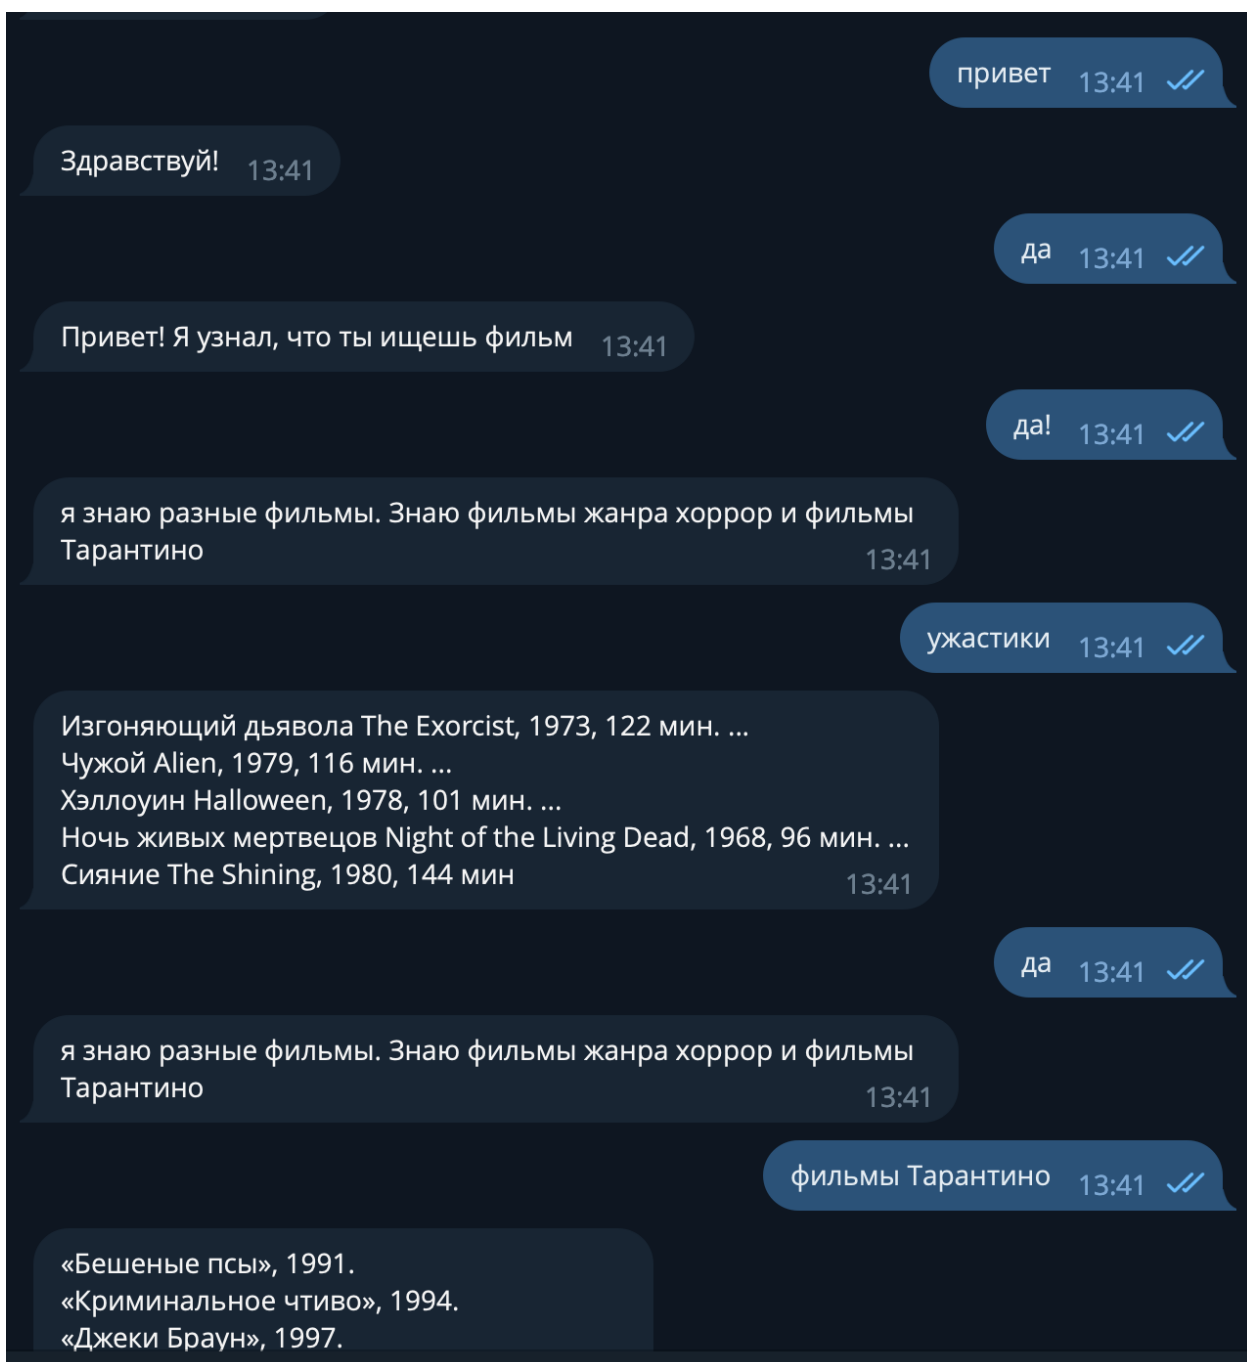 привет 13:41
Здравствуй! 13:41
да 13:41
Привет! Я узнал, что ты ищешь фильм 13:41
да! 13:41
я знаю разные фильмы. Знаю фильмы жанра хоррор и фильмы
Тарантино 13:41
ужастики 13:41
Изгоняющий дьявола The Exorcist, 1973, 122 мин. ...
Чужой Alien, 1979, 116 мин. ...
Хэллоуин Halloween, 1978, 101 мин. ...
Ночь живых мертвецов Night of the Living Dead, 1968, 96 мин. ...
Сияние The Shining, 1980, 144 мин 13:41
да 13:41
я знаю разные фильмы. Знаю фильмы жанра хоррор и фильмы
Тарантино 13:41
фильмы Тарантино 13:41
«Бешеные псы», 1991.
«Криминальное чтиво», 1994.
«Джеки Браун», 1997.